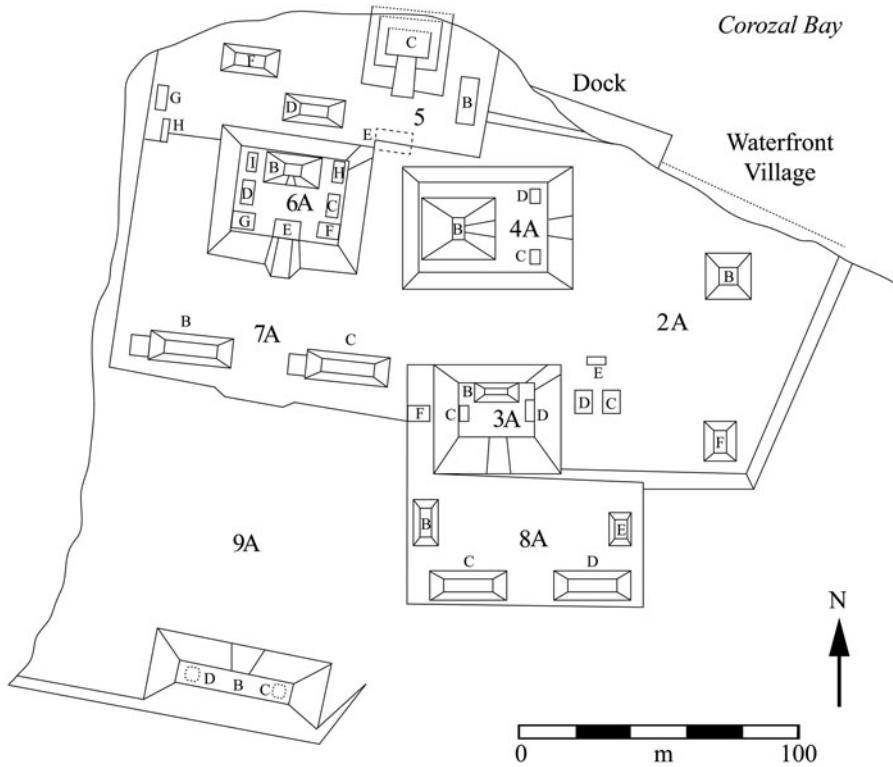 Corozal Bay
C
F
Dock
G
D
B
5
H
E
Waterfront
Village
I
B
H
D
6A
C
D
G
E
F
B
4A
C
B
2A
B
7A
C
E
B
F
C
3A
D
D
C
F
B
9A
8A
E
C
D
N
D
B
C
0
m
100